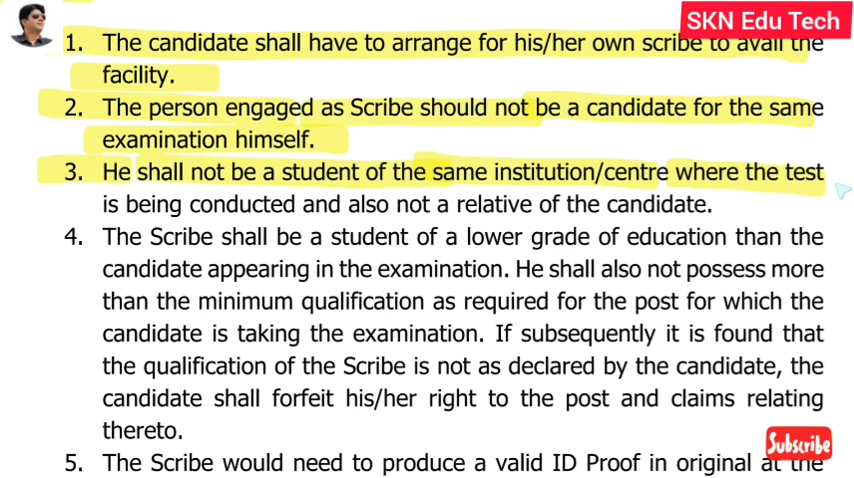 SKN Edu Tech
1. The candidate shall have to arrange for his/her own scribe to avail the
facility.
2. The person engaged as Scribe should not be a candidate for the same
examination himself.
3. He shall not be a student of the same institution/centre where the test
is being conducted and also not a relative of the candidate.
4. The Scribe shall be a student of a lower grade of education than the
candidate appearing in the examination. He shall also not possess more
than the minimum qualification as required for the post for which the
candidate is taking the examination. If subsequently it is found that
the qualification of the Scribe is not as declared by the candidate, the
candidate shall forfeit his/her right to the post and claims relating
thereto.
Subscribe
5. The Scribe would need to produce a valid ID Proof in original at the